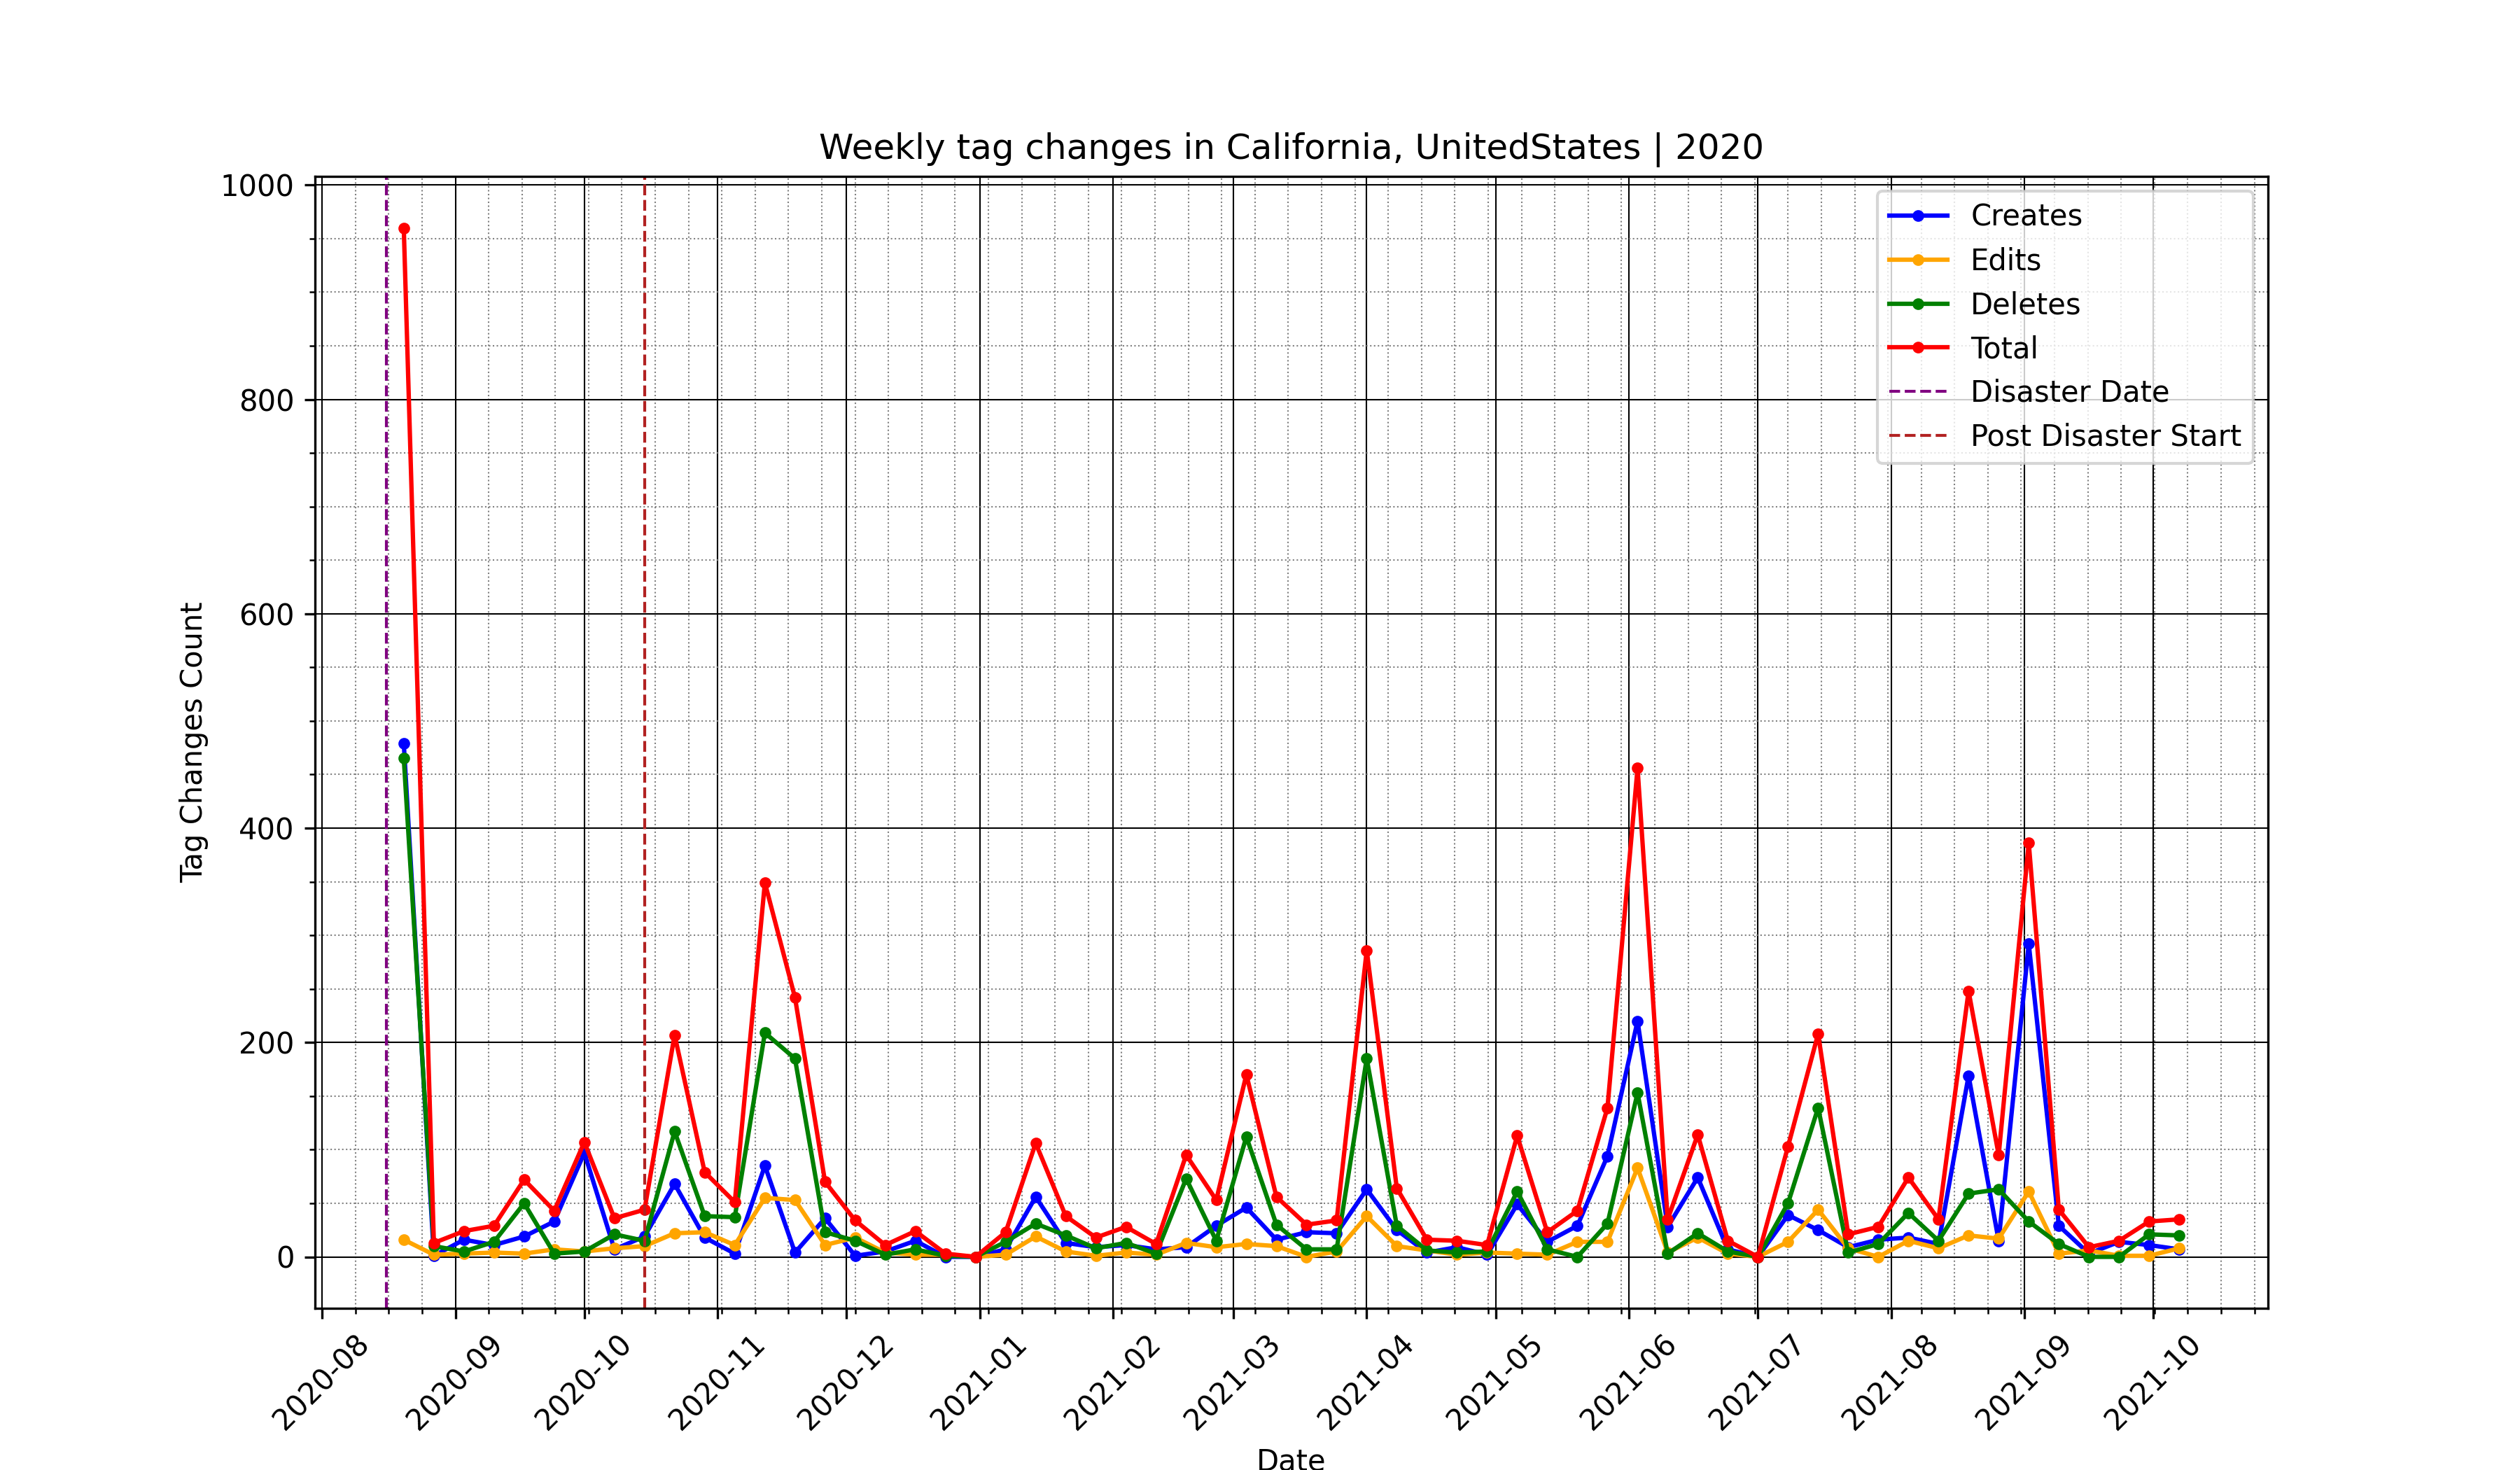 Weekly tag changes in California, UnitedStates | 2020
1000
800
600
400
200
0
Tag Changes Count
Creates
Edits
Deletes
Total
Disaster Date
Post Disaster Start
2020-08
2020-09
2020-10
2020-11
2020-12
2021-01
2021-02
2021-03
2021-04
2021-05
2021-06
2021-07
2021-08
2021-09
2021-10
Date